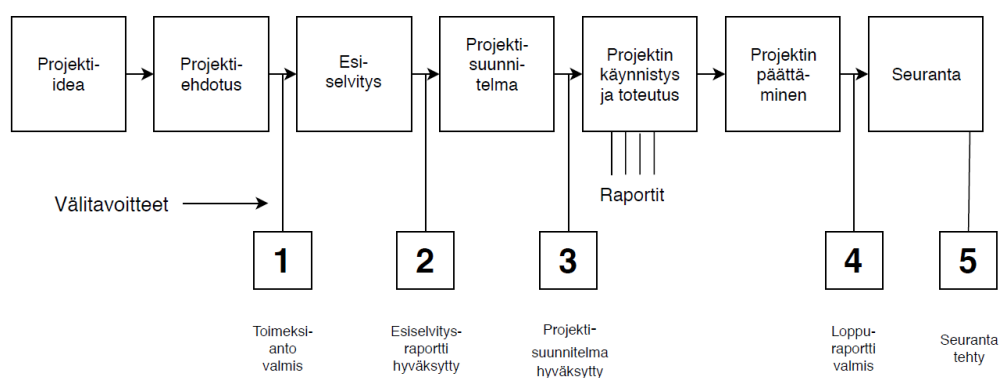 Projekti-
idea
Projekti-
ehdotus
Esi-
selvitys
Projekti-
suunni-
telma
Projektin
käynnistys
ja toteutus
Projektin
päättä-
minen
Seuranta
Raportit
Välitavoitteet
1
2
3
4
5
Toimeksi-
anto
valmis
Esiselvitys-
raportti
hyväksytty
Projekti-
suunnitelma
hyväksytty
Loppu-
raportti
valmis
Seuranta
tehty